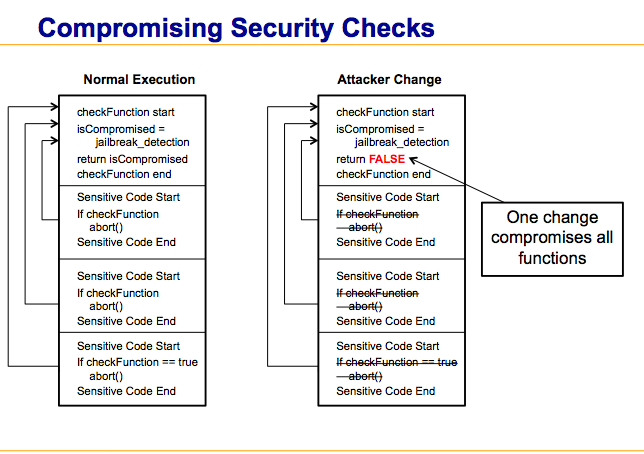 Compromising Security Checks
Normal Execution
checkFunction start
isCompromised =
jailbreak_detection
return isCompromised
checkFunction end
Sensitive Code Start
If checkFunction
abort()
Sensitive Code End
Sensitive Code Start
If checkFunction
abort()
Sensitive Code End
Sensitive Code Start
If checkFunction == true
abort()
Sensitive Code End
Attacker Change
checkFunction start
isCompromised =
jailbreak_detection
return FALSE
checkFunction end
Sensitive Code Start
If checkFunction
abort()
Sensitive Code End
Sensitive Code Start
If checkFunction
abort()
Sensitive Code End
Sensitive Code Start
If checkFunction == true
abort()
Sensitive Code End
One change
compromises all
functions